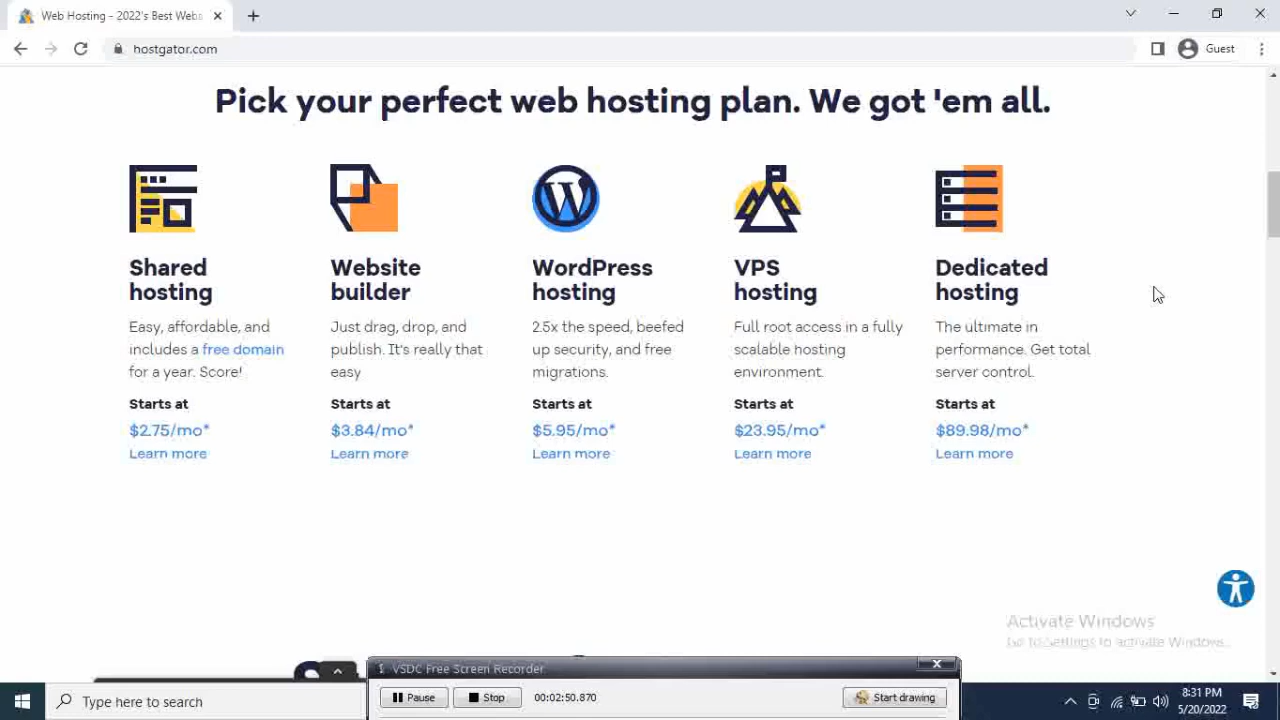 Web Hosting - 2022's Best Webs
hostgator.com
Guest
Pick your perfect web hosting plan. We got 'em all.
Shared
hosting
Easy, affordable, and
includes a free domain
for a year. Score!
Starts at
$2.75/mo*
Learn more
Website
builder
Just drag, drop, and
publish. It's really that
easy
Starts at
$3.84/mo*
Learn more
WordPress
hosting
2.5x the speed, beefed
up security, and free
migrations.
Starts at
$5.95/mo*
Learn more
VPS
hosting
Full root access in a fully
scalable hosting
environment.
Starts at
$23.95/mo*
Learn more
Dedicated
hosting
The ultimate in
performance. Get total
server control.
Starts at
$89.98/mo*
Learn more
Activate Windows
Go to Settings to activate Windows.
VSDC Free Screen Recorder
Pause
Stop
00:02:50.870
Start drawing
Type here to search
8:31 PM
5/20/2022